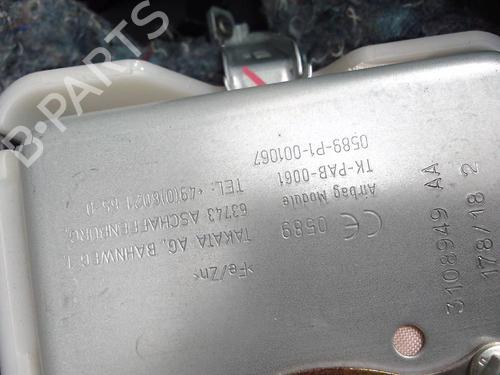 B-PARTS
>Fe/Zn<
TAKATA AG, BAHNWEG 1,
63743 ASCHAFFENBURG,
TEL: +49(0)6021 65-0
CE 0589
Airbag Module
TK-PAB-0061
0589-P1-001067
3108949 AA
178/18 2